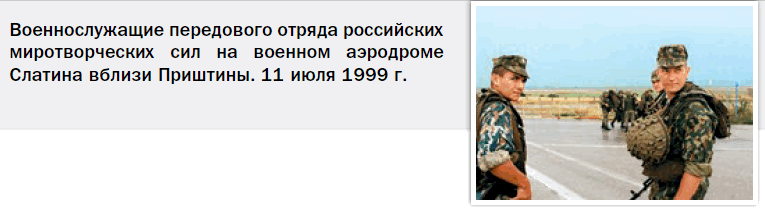 Военнослужащие передового отряда российских
миротворческих сил на военном аэродроме
Слатина вблизи Приштины. 11 июля 1999 г.